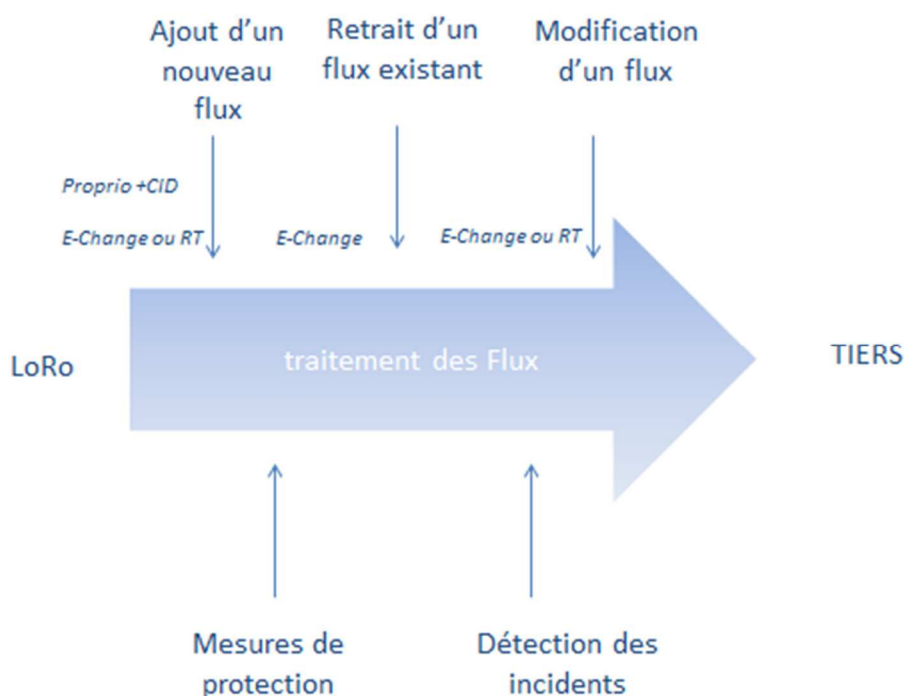 Ajout d'un
nouveau
flux
Retrait d'un
flux existant
Modification
d'un flux
Proprio +CID
E-Change ou RT
E-Change
E-Change ou RT
LoRo
traitement des Flux
TIERS
Mesures de
protection
Détection des
incidents